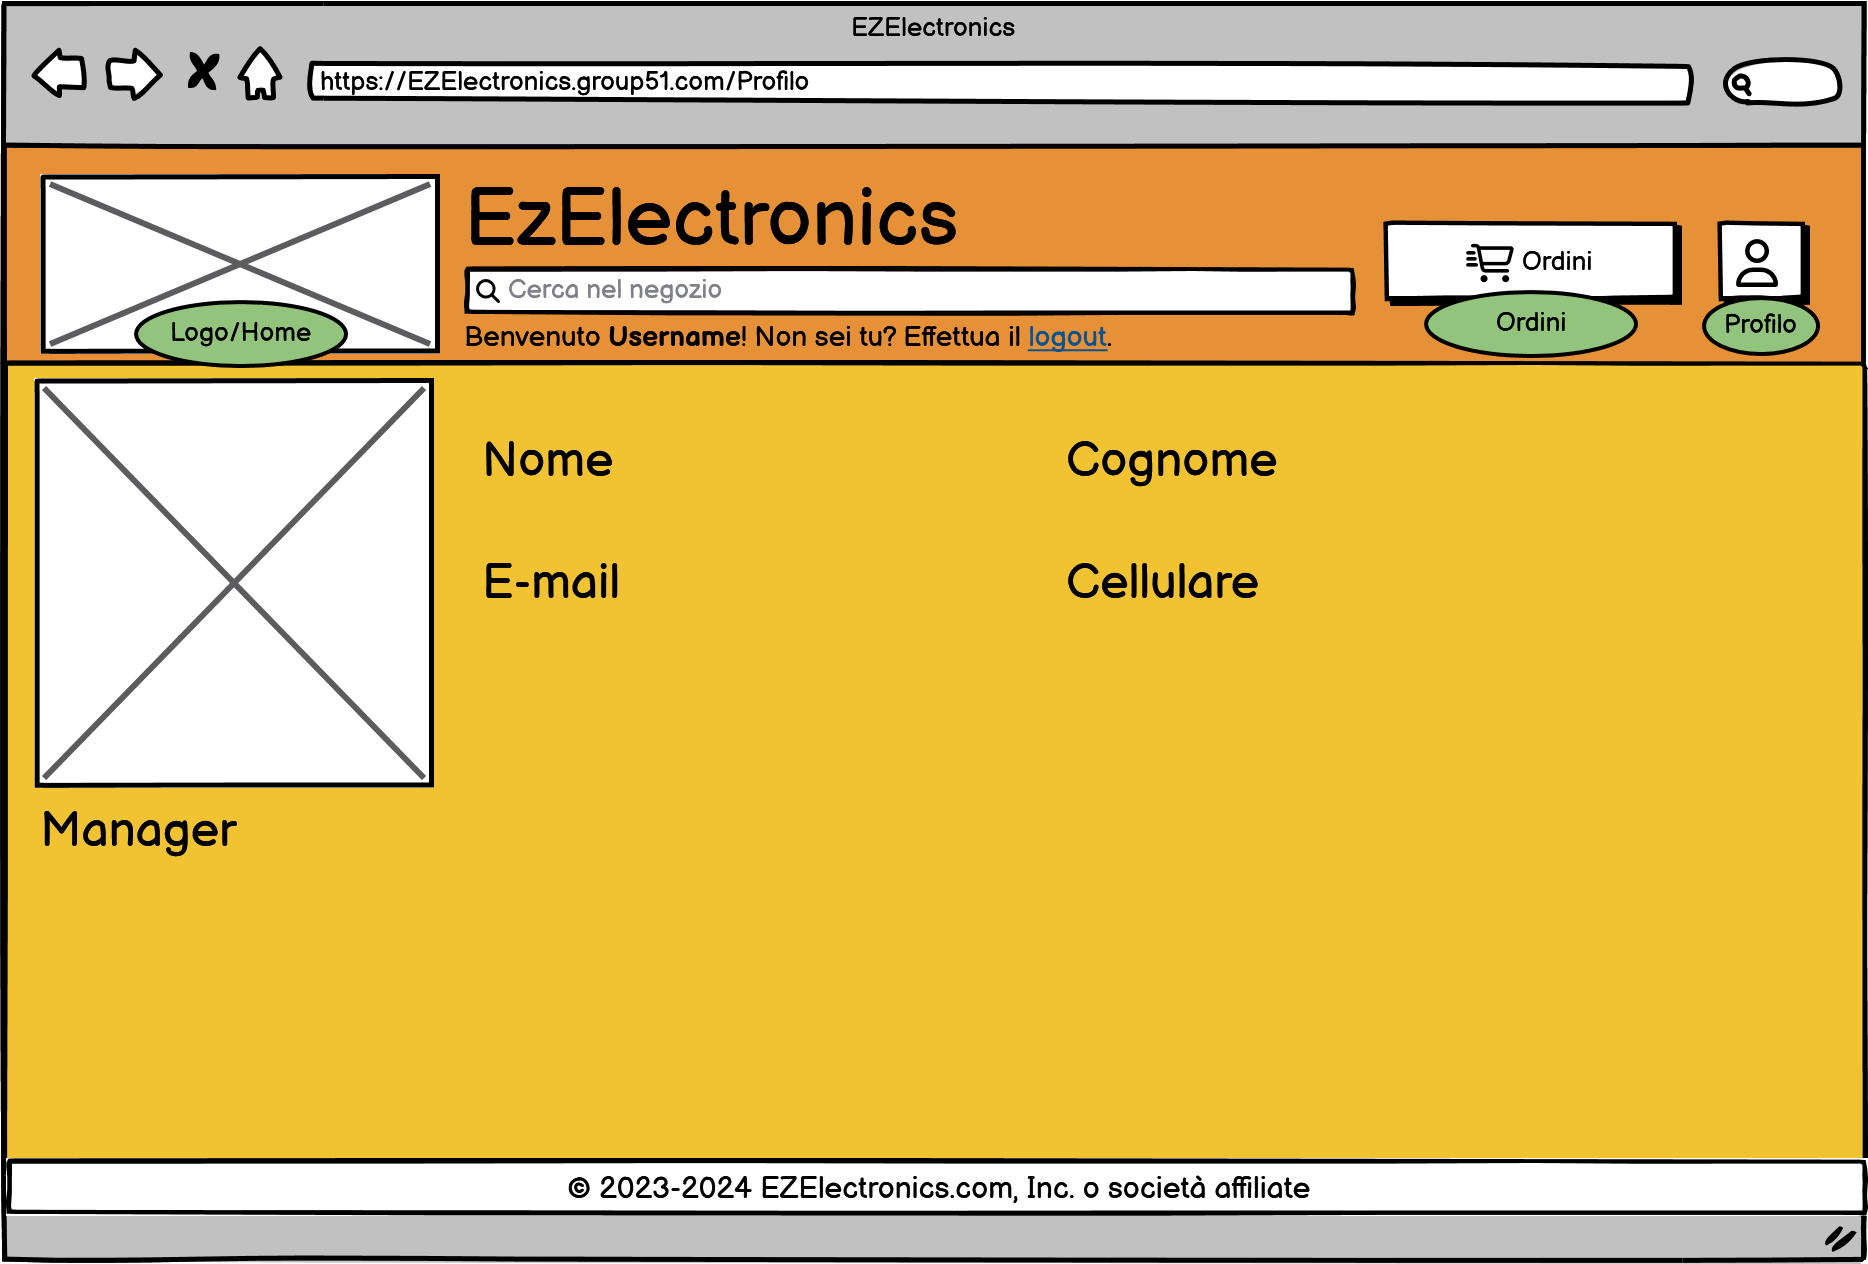 EZElectronics
https://EZElectronics.group51.com/Profilo
EzElectronics
Cerca nel negozio
Benvenuto Username! Non sei tu? Effettua il logout.
Logo/Home
Ordini
Ordini
Profilo
Nome
Cognome
E-mail
Cellulare
Manager
© 2023-2024 EZElectronics.com, Inc. o società affiliate